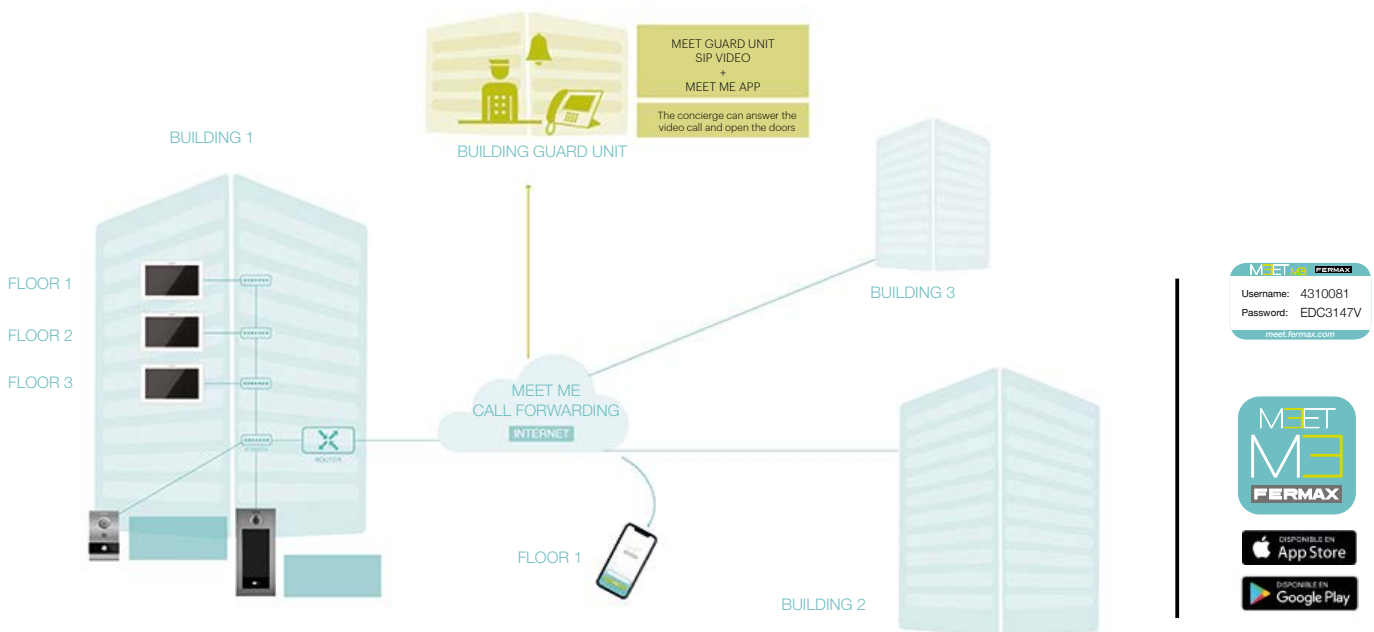 MEET GUARD UNIT
SIP VIDEO
+
MEET ME APP
The concierge can answer the
video call and open the doors
BUILDING GUARD UNIT
BUILDING 1
FLOOR 1
FLOOR 2
FLOOR 3
ROUTER
MEET ME
CALL FORWARDING
INTERNET
BUILDING 3
FLOOR 1
BUILDING 2
MEET ME FERMAX
Username: 4310081
Password: EDC3147V
meet.fermax.com
MEET
ME
FERMAX
DISPONIBLE EN
App Store
DISPONIBLE EN
Google Play